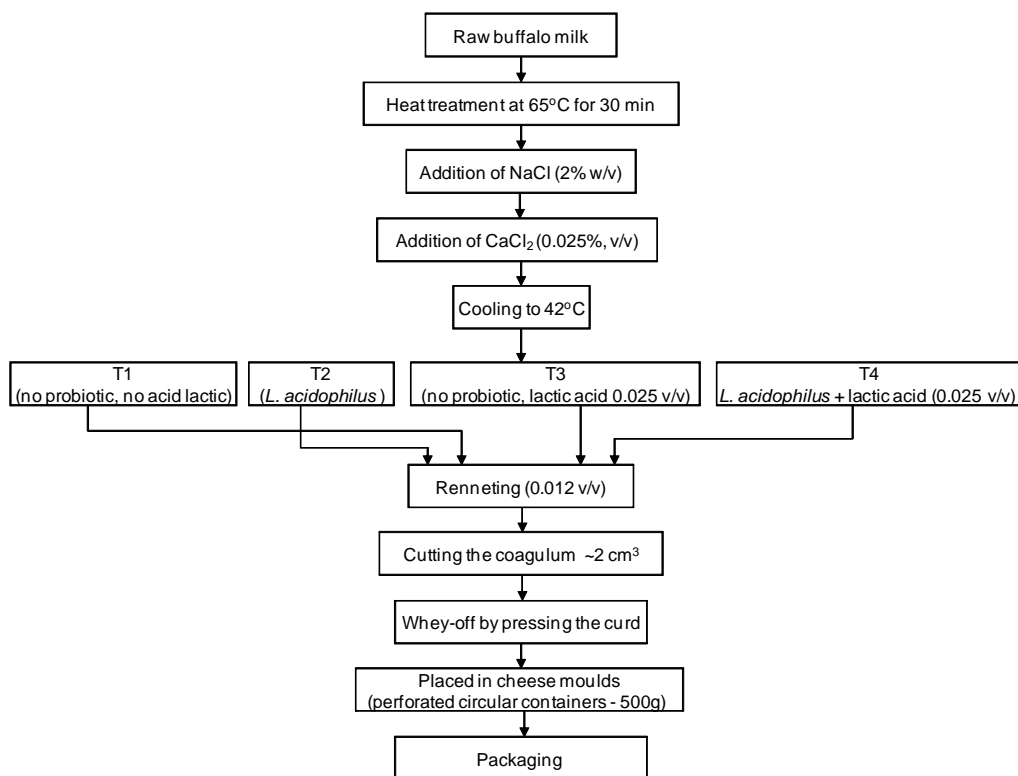 Raw buffalo milk
Heat treatment at 65°C for 30 min
Addition of NaCl (2% w/v)
Addition of CaCl₂ (0.025%, v/v)
Cooling to 42°C
T1
(no probiotic, no acid lactic)
T2
(L. acidophilus)
T3
(no probiotic, lactic acid 0.025 v/v)
T4
L. acidophilus + lactic acid (0.025 v/v)
Renneting (0.012 v/v)
Cutting the coagulum ~2 cm³
Whey-off by pressing the curd
Placed in cheese moulds
(perforated circular containers - 500g)
Packaging